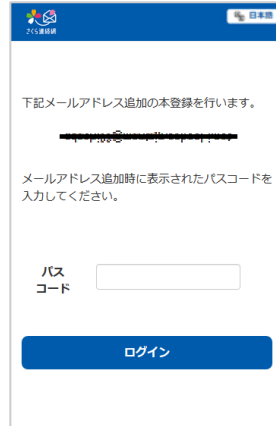 さくら連絡網
日本語
下記メールアドレス追加の本登録を行います。
メールアドレス追加時に表示されたパスコードを
入力してください。
パス
コード
ログイン